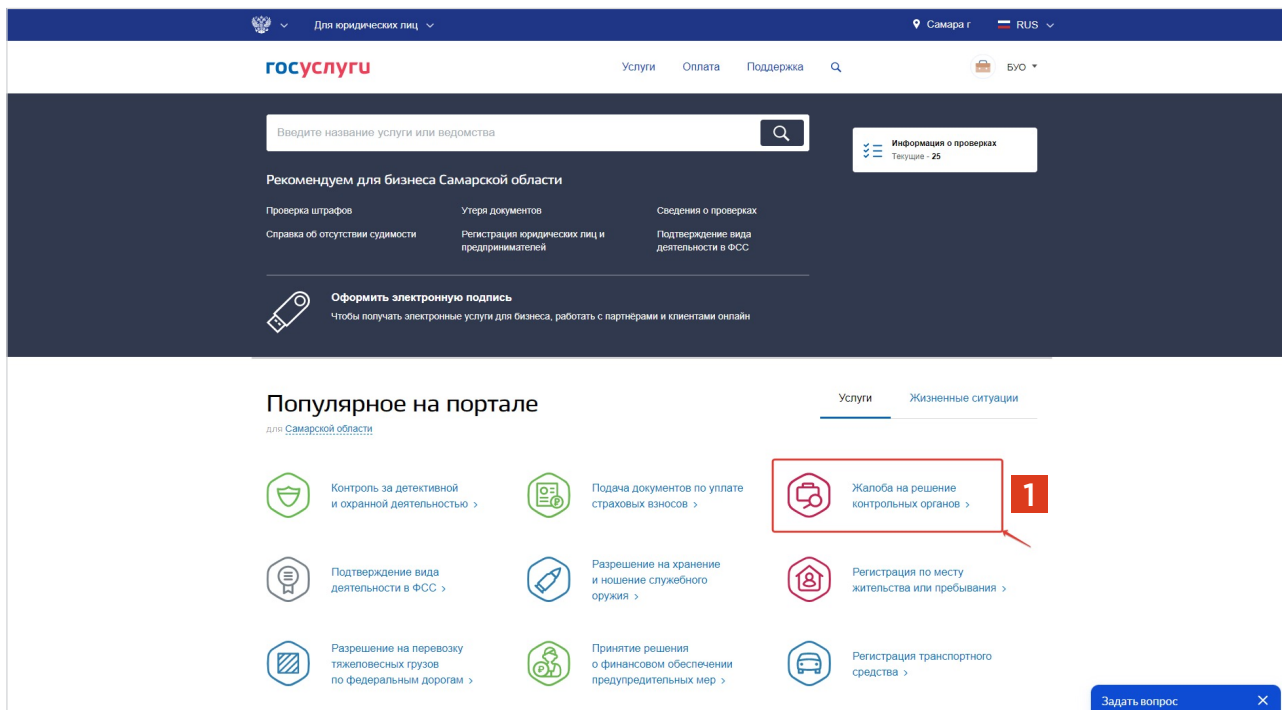 Для юридических лиц
Самара г
RUS
госуслуги
Услуги
Оплата
Поддержка
БУО
Введите название услуги или ведомства
Информация о проверках
Текущие - 25
Рекомендуем для бизнеса Самарской области
Проверка штрафов
Утеря документов
Сведения о проверках
Справка об отсутствии судимости
Регистрация юридических лиц и
предпринимателей
Подтверждение вида
деятельности в ФСС
Оформить электронную подпись
Чтобы получать электронные услуги для бизнеса, работать с партнёрами и клиентами онлайн
Популярное на портале
для Самарской области
Услуги
Жизненные ситуации
Контроль за детективной
и охранной деятельностью >
Подача документов по уплате
страховых взносов >
Жалоба на решение
контрольных органов >
1
Подтверждение вида
деятельности в ФСС >
Разрешение на хранение
и ношение служебного
оружия >
Регистрация по месту
жительства или пребывания >
Разрешение на перевозку
тяжеловесных грузов
по федеральным дорогам >
Принятие решения
о финансовом обеспечении
предупредительных мер >
Регистрация транспортного
средства >
Задать вопрос